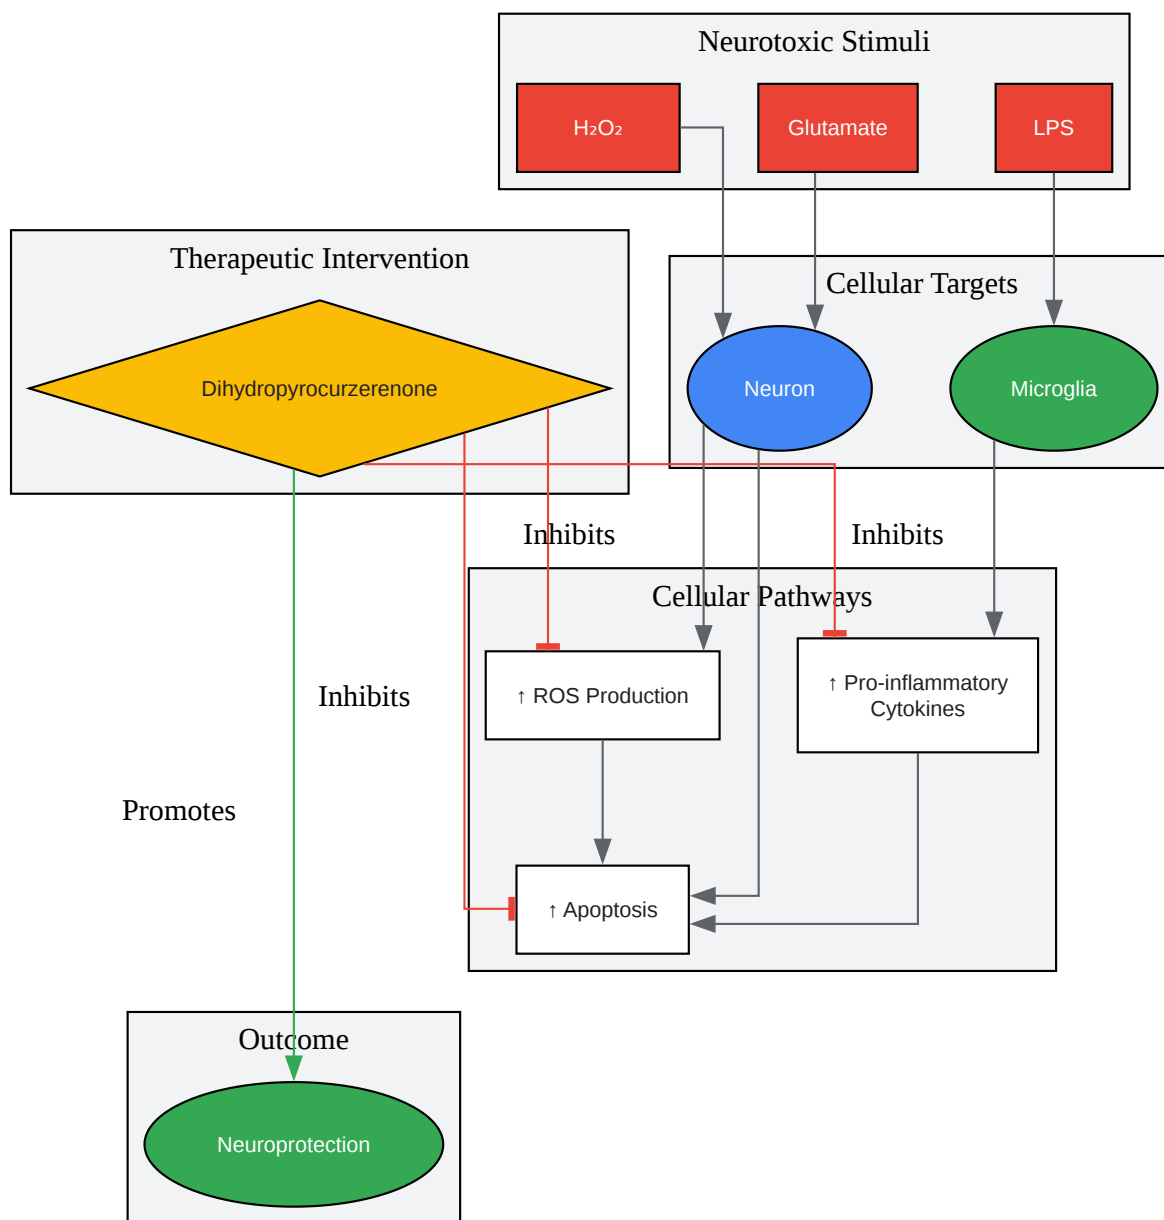 Neurotoxic Stimuli
H₂O₂
Glutamate
LPS
Therapeutic Intervention
Cellular Targets
Dihydropyrocurzerenone
Neuron
Microglia
Inhibits
Inhibits
Cellular Pathways
↑ ROS Production
↑ Pro-inflammatory
Cytokines
Inhibits
Promotes
↑ Apoptosis
Outcome
Neuroprotection